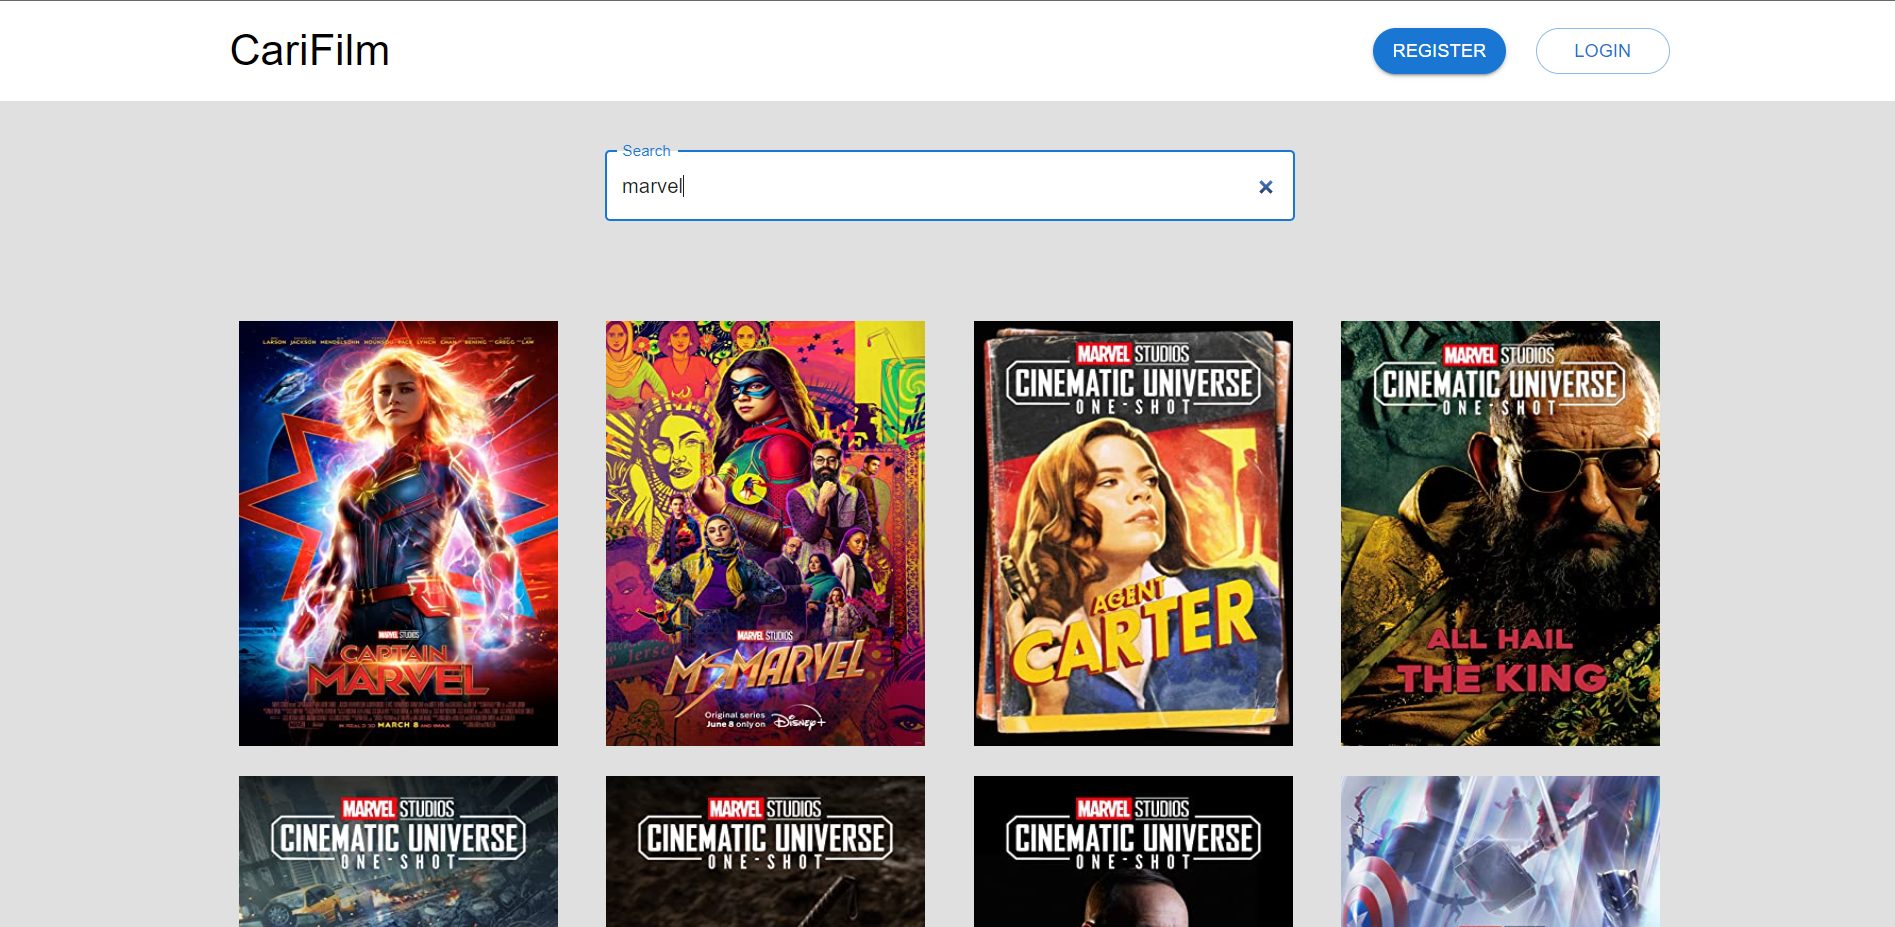 CariFilm
REGISTER
LOGIN
Search
marvel
LARSON JACKSON MENDELSOHN HOUNSOU PACE LYNCH CHAN BENING GREGG LAW
MARVEL STUDIOS
CAPTAIN
MARVEL
MARCH 8
MARVEL STUDIOS
MS MARVEL
Original series
June 8 only on Disney+
MARVEL STUDIOS
CINEMATIC UNIVERSE
ONE-SHOT
AGENT
CARTER
MARVEL STUDIOS
CINEMATIC UNIVERSE
ONE-SHOT
ALL HAIL
THE KING
MARVEL STUDIOS
CINEMATIC UNIVERSE
ONE-SHOT
MARVEL STUDIOS
CINEMATIC UNIVERSE
ONE-SHOT
MARVEL STUDIOS
CINEMATIC UNIVERSE
ONE-SHOT